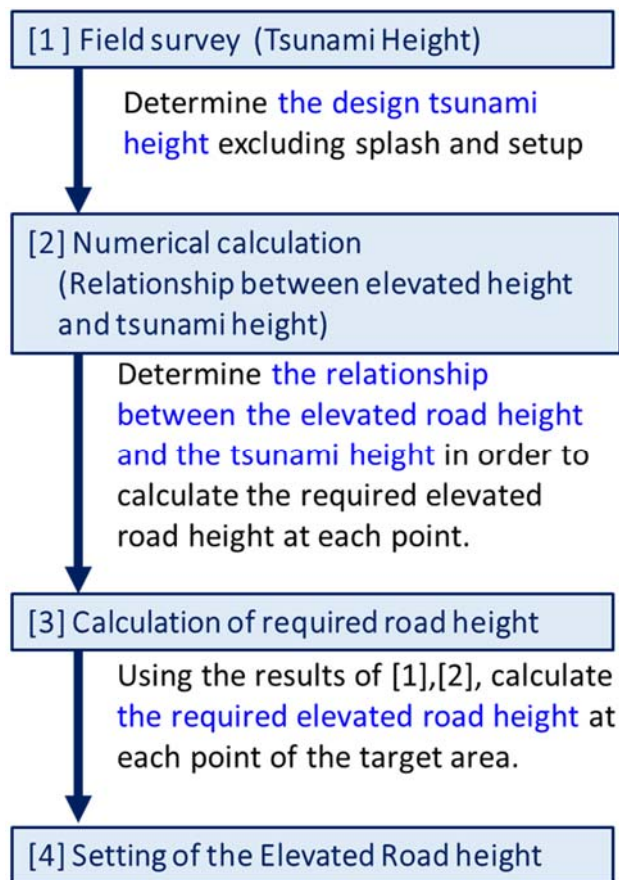 [1] Field survey (Tsunami Height)
Determine the design tsunami
height excluding splash and setup
[2] Numerical calculation
(Relationship between elevated height
and tsunami height)
Determine the relationship
between the elevated road height
and the tsunami height in order to
calculate the required elevated
road height at each point.
[3] Calculation of required road height
Using the results of [1],[2], calculate
the required elevated road height at
each point of the target area.
[4] Setting of the Elevated Road height